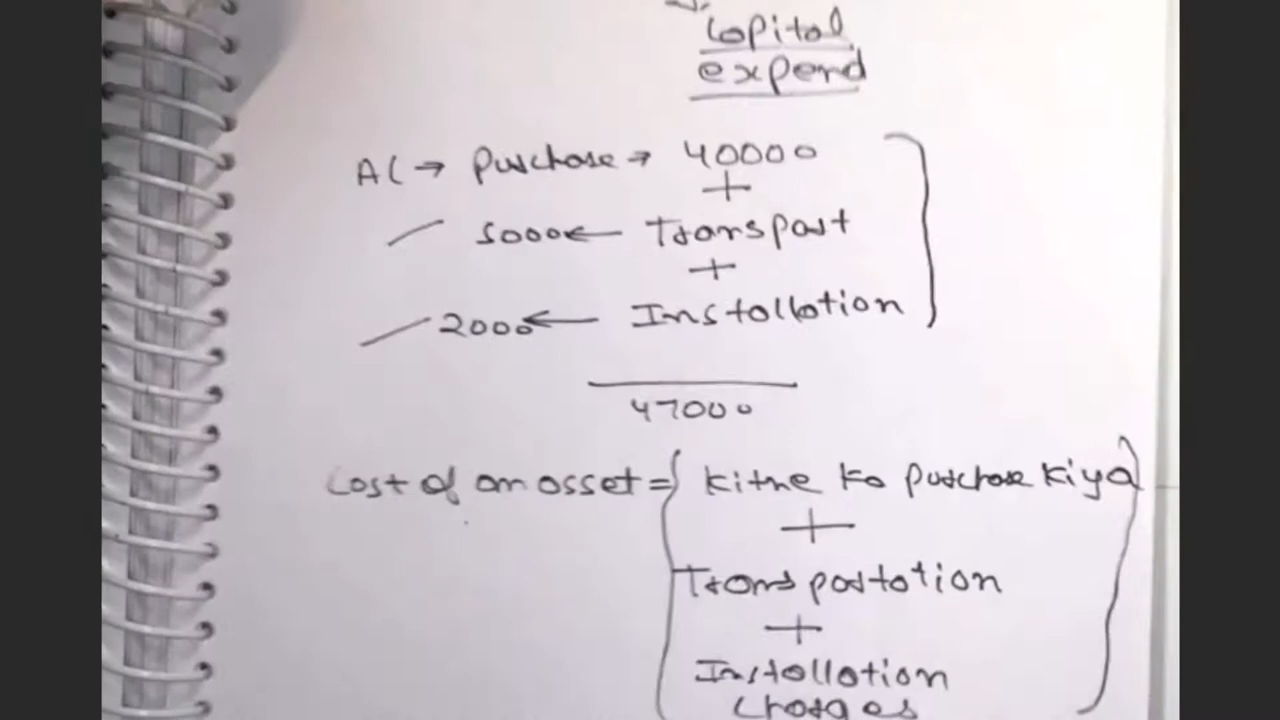 Capital
expend
AC → Purchase → 40000
+
5000 ← Transport
+
2000 ← Installation
47000
Cost of an asset = Kitne Ko Purchase Kiya
+
Transportation
+
Installation
Charges